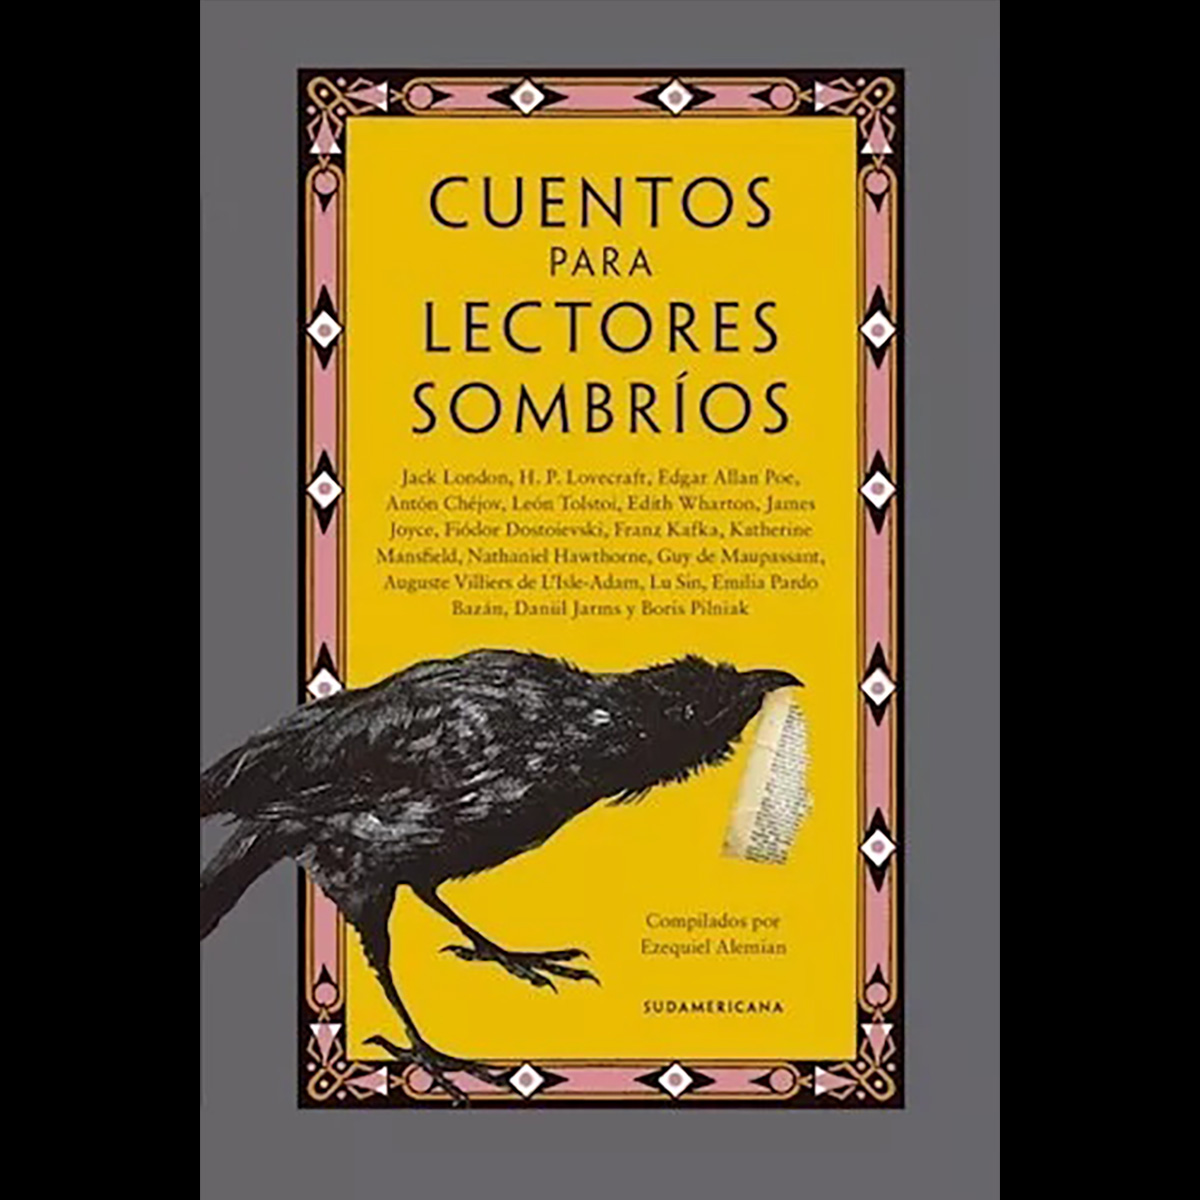 CUENTOS
PARA
LECTORES
SOMBRÍOS
Jack London, H. P. Lovecraft, Edgar Allan Poe,
Antón Chéjov, León Tolstoi, Edith Wharton, James
Joyce, Fiódor Dostoievski, Franz Kafka, Katherine
Mansfield, Nathaniel Hawthorne, Guy de Maupassant,
Auguste Villiers de L'Isle-Adam, Lu Sin, Emilia Pardo
Bazán, Daniil Jarms y Boris Pilniak
Compilados por
Ezequiel Alemian
SUDAMERICANA